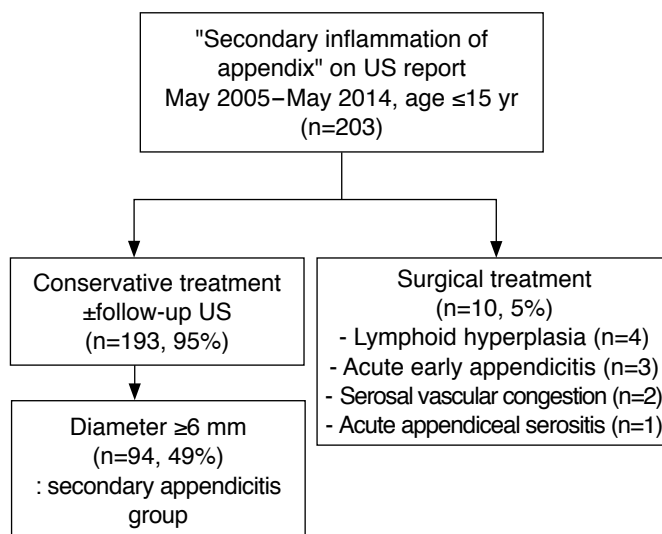 "Secondary inflammation of
appendix" on US report
May 2005–May 2014, age ≤15 yr
(n=203)
Conservative treatment
±follow-up US
(n=193, 95%)
Surgical treatment
(n=10, 5%)
- Lymphoid hyperplasia (n=4)
- Acute early appendicitis (n=3)
- Serosal vascular congestion (n=2)
- Acute appendiceal serositis (n=1)
Diameter ≥6 mm
(n=94, 49%)
: secondary appendicitis
group